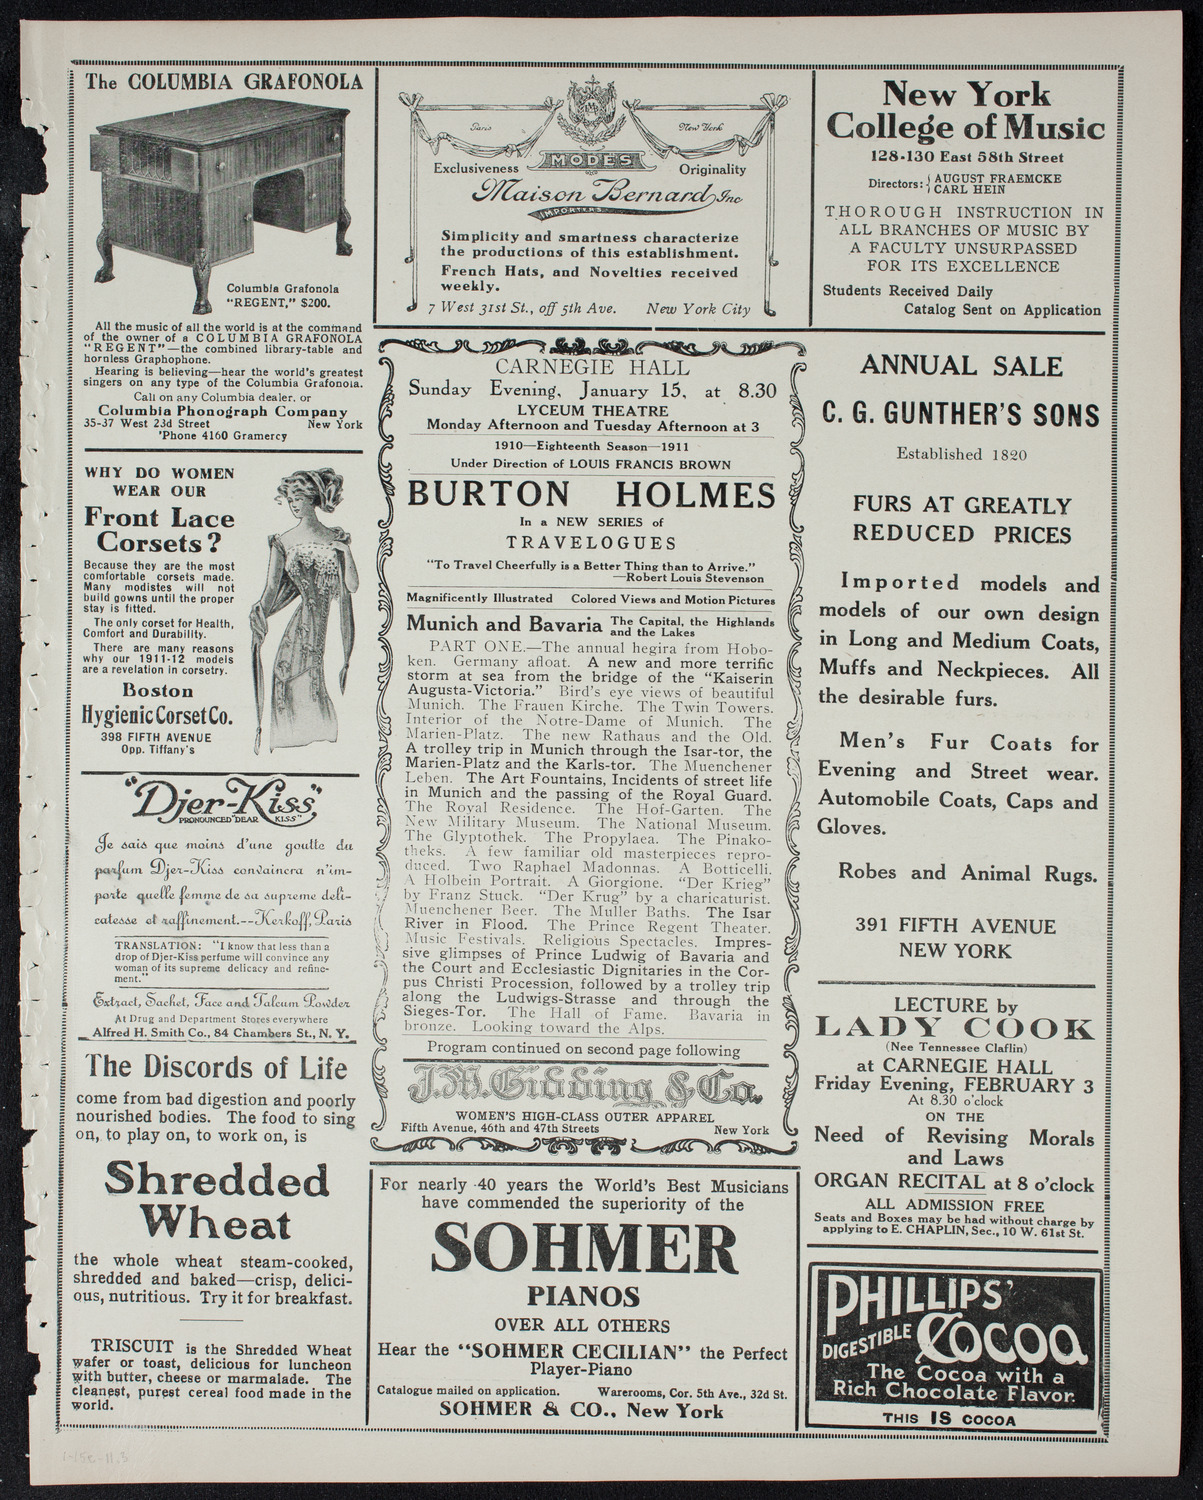 The COLUMBIA GRAFONOLA
Columbia Grafonola
"REGENT," $200.
All the music of all the world is at the command
of the owner of a COLUMBIA GRAFONOLA
"REGENT"—the combined library-table and
hornless Graphophone.
Hearing is believing—hear the world's greatest
singers on any type of the Columbia Grafonola.
Call on any Columbia dealer, or
Columbia Phonograph Company
35-37 West 23d Street New York
'Phone 4160 Gramercy
WHY DO WOMEN
WEAR OUR
Front Lace
Corsets?
Because they are the most
comfortable corsets made.
Many modistes will not
build gowns until the proper
stay is fitted.
The only corset for Health,
Comfort and Durability.
There are many reasons
why our 1911-12 models
are a revelation in corsetry.
Boston
Hygienic Corset Co.
398 FIFTH AVENUE
Opp. Tiffany's
"Djer-Kiss"
PRONOUNCED "DEAR KISS"
Je sais que moins d'une goutte du
parfum Djer-Kiss convaincra n'im-
porte quelle femme de sa supreme deli-
catesse et raffinement.--Kerkoff, Paris
TRANSLATION: "I know that less than a
drop of Djer-Kiss perfume will convince any
woman of its supreme delicacy and refine-
ment."
Extract, Sachet, Face and Talcum Powder
At Drug and Department Stores everywhere
Alfred H. Smith Co., 84 Chambers St., N. Y.
The Discords of Life
come from bad digestion and poorly
nourished bodies. The food to sing
on, to play on, to work on, is
Shredded
Wheat
the whole wheat steam-cooked,
shredded and baked—crisp, delici-
ous, nutritious. Try it for breakfast.
TRISCUIT is the Shredded Wheat
wafer or toast, delicious for luncheon
with butter, cheese or marmalade. The
cleanest, purest cereal food made in the
world.
Paris New York
MODES
Exclusiveness Originality
Maison Bernard Inc
IMPORTERS
Simplicity and smartness characterize
the productions of this establishment.
French Hats, and Novelties received
weekly.
7 West 31st St., off 5th Ave. New York City
CARNEGIE HALL
Sunday Evening, January 15, at 8.30
LYCEUM THEATRE
Monday Afternoon and Tuesday Afternoon at 3
1910—Eighteenth Season—1911
Under Direction of LOUIS FRANCIS BROWN
BURTON HOLMES
In a NEW SERIES of
TRAVELOGUES
"To Travel Cheerfully is a Better Thing than to Arrive."
—Robert Louis Stevenson
Magnificently Illustrated Colored Views and Motion Pictures
Munich and Bavaria The Capital, the Highlands
and the Lakes
PART ONE.—The annual hegira from Hobo-
ken. Germany afloat. A new and more terrific
storm at sea from the bridge of the "Kaiserin
Augusta-Victoria." Bird's eye views of beautiful
Munich. The Frauen Kirche. The Twin Towers.
Interior of the Notre-Dame of Munich. The
Marien-Platz. The new Rathaus and the Old.
A trolley trip in Munich through the Isar-tor, the
Marien-Platz and the Karls-tor. The Muenchener
Leben. The Art Fountains, Incidents of street life
in Munich and the passing of the Royal Guard.
The Royal Residence. The Hof-Garten. The
New Military Museum. The National Museum.
The Glyptothek. The Propylaea. The Pinako-
theks. A few familiar old masterpieces repro-
duced. Two Raphael Madonnas. A Botticelli.
A Holbein Portrait. A Giorgione. "Der Krieg"
by Franz Stuck. "Der Krug" by a charicaturist.
Muenchener Beer. The Muller Baths. The Isar
River in Flood. The Prince Regent Theater.
Music Festivals. Religious Spectacles. Impres-
sive glimpses of Prince Ludwig of Bavaria and
the Court and Ecclesiastic Dignitaries in the Cor-
pus Christi Procession, followed by a trolley trip
along the Ludwigs-Strasse and through the
Sieges-Tor. The Hall of Fame. Bavaria in
bronze. Looking toward the Alps.
Program continued on second page following
J.M. Gidding & Co.
WOMEN'S HIGH-CLASS OUTER APPAREL
Fifth Avenue, 46th and 47th Streets New York
For nearly 40 years the World's Best Musicians
have commended the superiority of the
SOHMER
PIANOS
OVER ALL OTHERS
Hear the "SOHMER CECILIAN" the Perfect
Player-Piano
Catalogue mailed on application. Warerooms, Cor. 5th Ave., 32d St.
SOHMER & CO., New York
New York
College of Music
128-130 East 58th Street
Directors: { AUGUST FRAEMCKE
CARL HEIN
THOROUGH INSTRUCTION IN
ALL BRANCHES OF MUSIC BY
A FACULTY UNSURPASSED
FOR ITS EXCELLENCE
Students Received Daily
Catalog Sent on Application
ANNUAL SALE
C. G. GUNTHER'S SONS
Established 1820
FURS AT GREATLY
REDUCED PRICES
Imported models and
models of our own design
in Long and Medium Coats,
Muffs and Neckpieces. All
the desirable furs.
Men's Fur Coats for
Evening and Street wear.
Automobile Coats, Caps and
Gloves.
Robes and Animal Rugs.
391 FIFTH AVENUE
NEW YORK
LECTURE by
LADY COOK
(Nee Tennessee Claflin)
at CARNEGIE HALL
Friday Evening, FEBRUARY 3
At 8.30 o'clock
ON THE
Need of Revising Morals
and Laws
ORGAN RECITAL at 8 o'clock
ALL ADMISSION FREE
Seats and Boxes may be had without charge by
applying to E. CHAPLIN, Sec., 10 W. 61st St.
PHILLIPS'
DIGESTIBLE COCOA
The Cocoa with a
Rich Chocolate Flavor.
THIS IS COCOA
1-15e-11.3